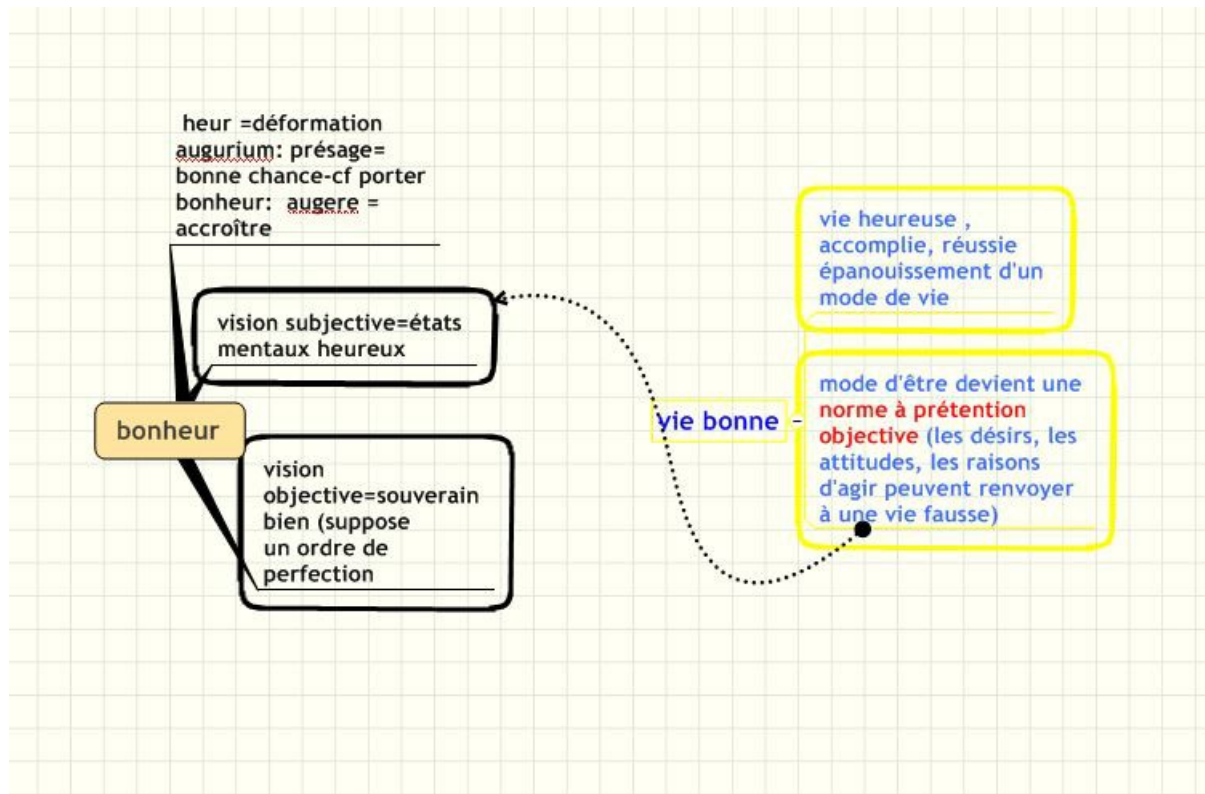 heur =déformation
augurium: présage=
bonne chance-cf porter
bonheur: augere =
accroître
vision subjective=états
mentaux heureux
bonheur
vision
objective=souverain
bien (suppose
un ordre de
perfection
vie heureuse ,
accomplie, réussie
épanouissement d'un
mode de vie
vie bonne
mode d'être devient une
norme à prétention
objective (les désirs, les
attitudes, les raisons
d'agir peuvent renvoyer
à une vie fausse)